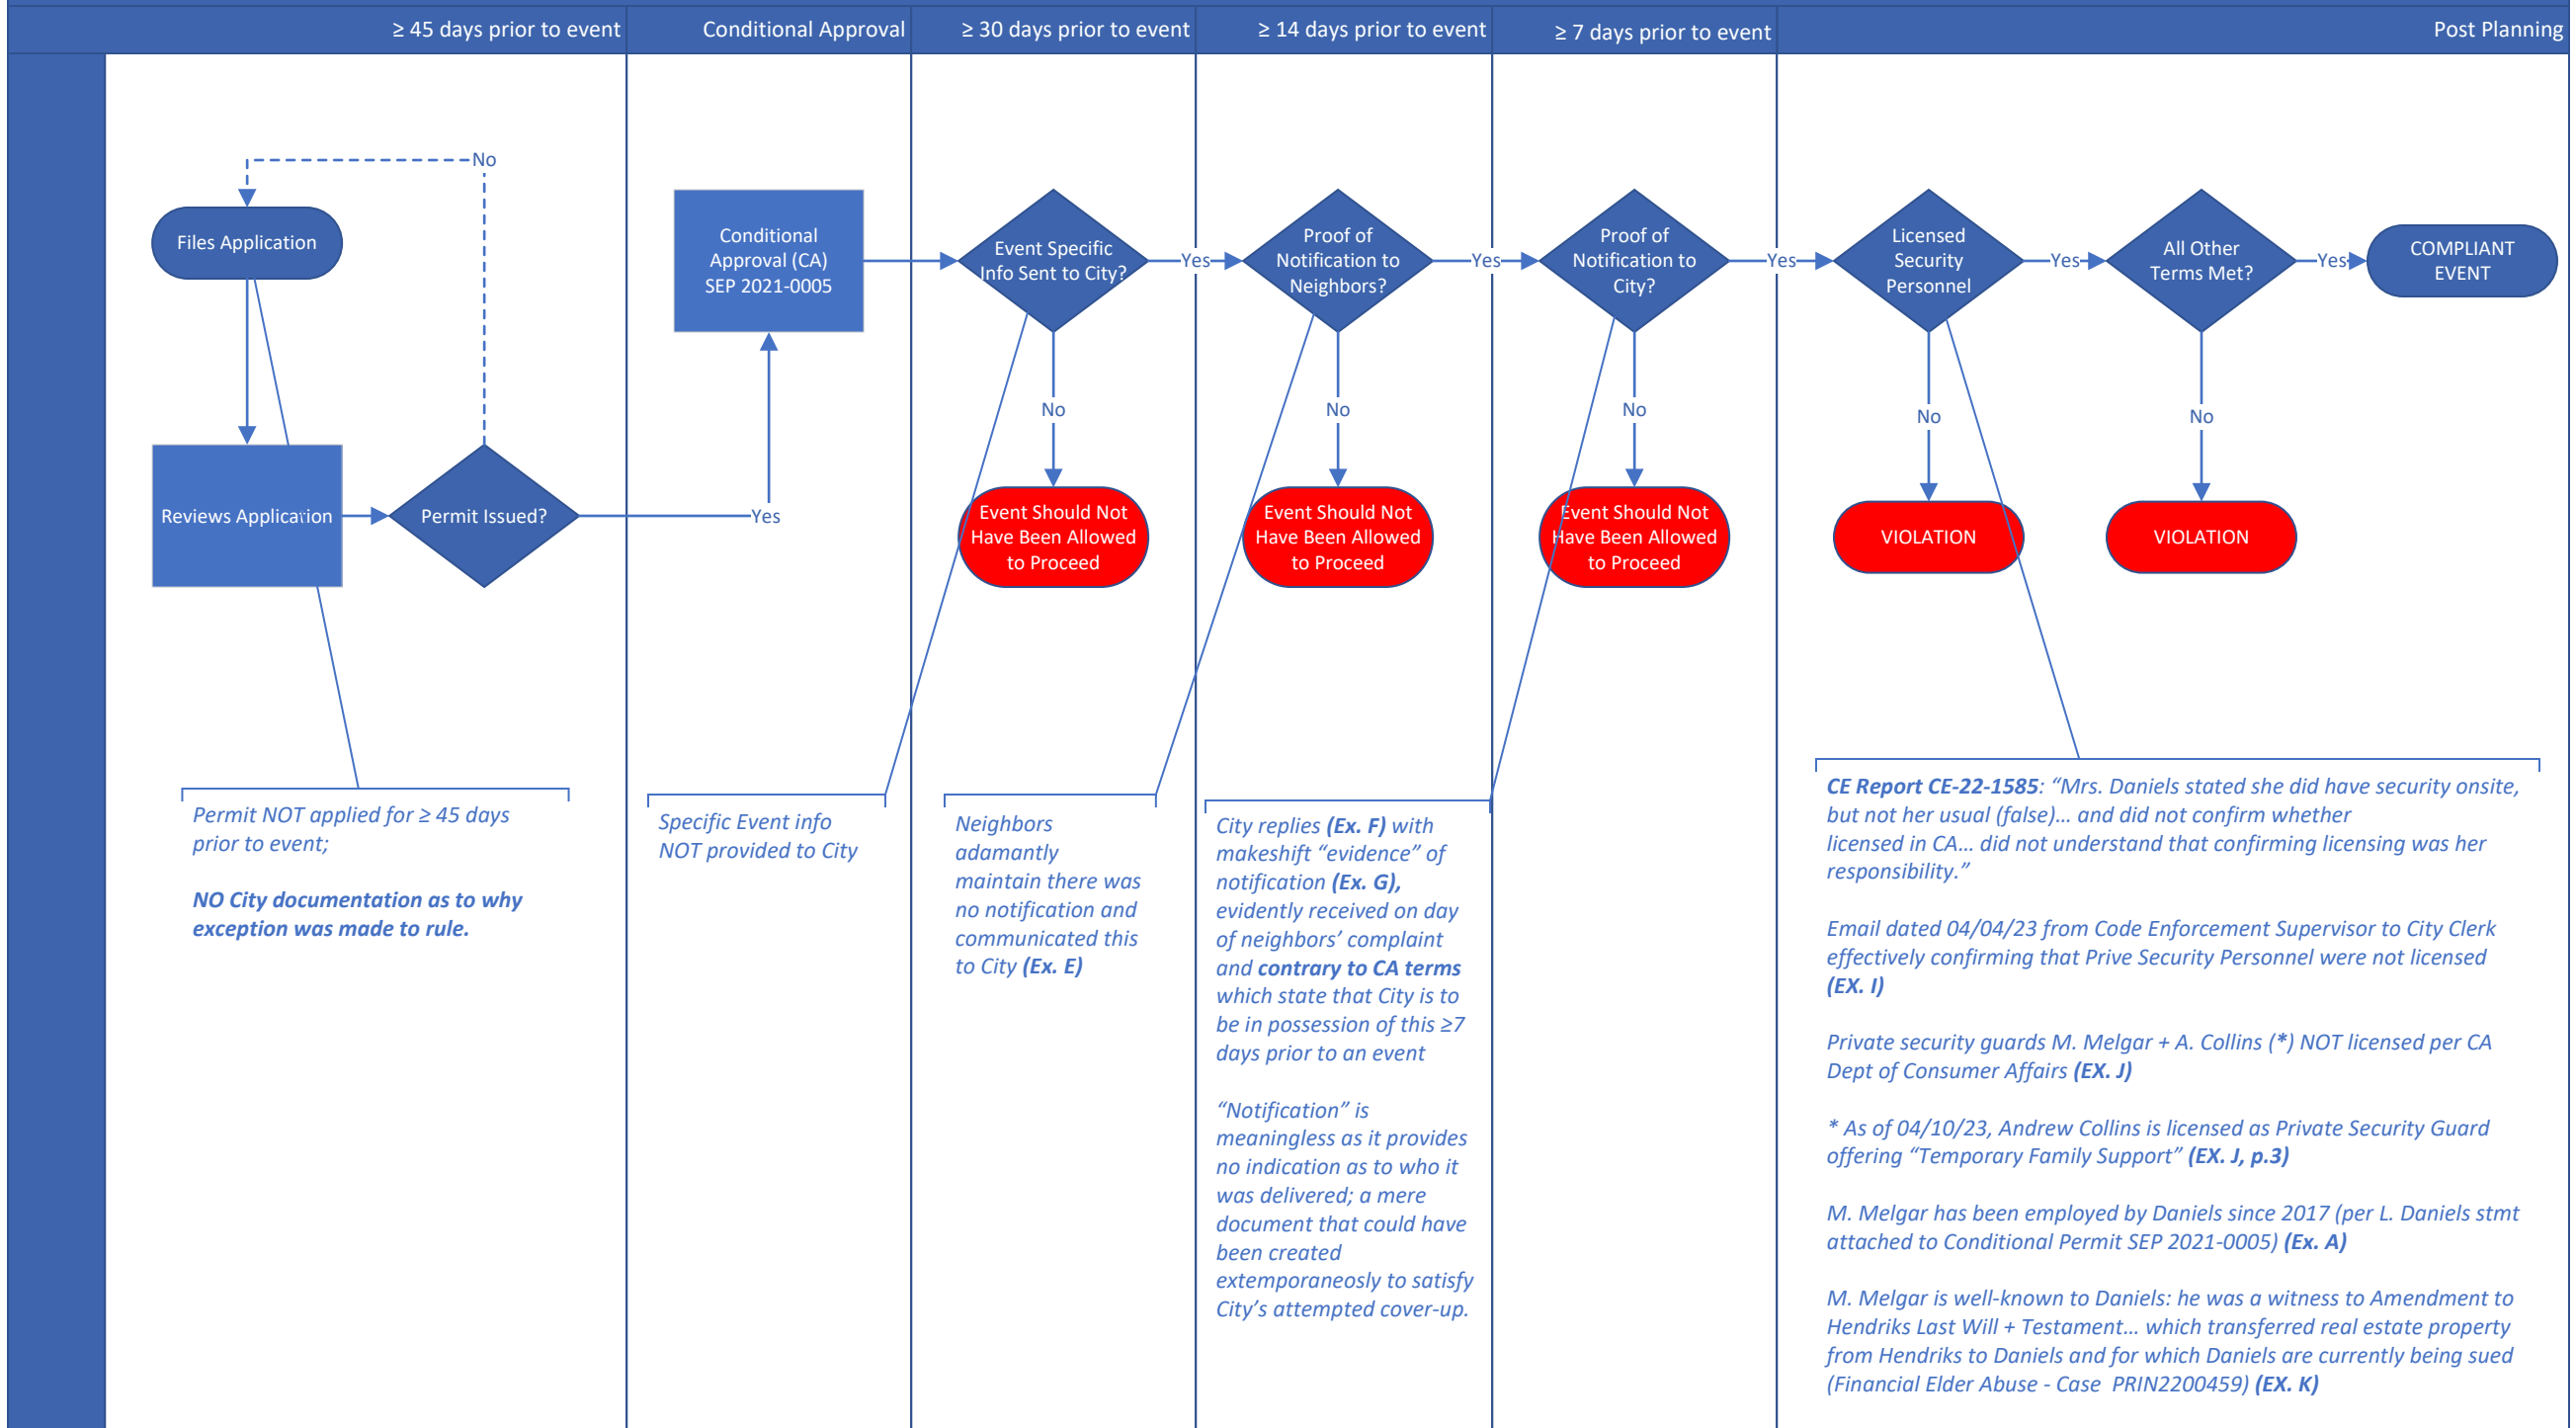 ≥ 45 days prior to event
Conditional Approval
≥ 30 days prior to event
≥ 14 days prior to event
≥ 7 days prior to event
Post Planning
No
Files Application
Reviews Application
Permit Issued?
Yes
Conditional
Approval (CA)
SEP 2021-0005
Event Specific
Info Sent to City?
Yes
No
Event Should Not
Have Been Allowed
to Proceed
Proof of
Notification to
Neighbors?
Yes
No
Event Should Not
Have Been Allowed
to Proceed
Proof of
Notification to
City?
Yes
No
Event Should Not
Have Been Allowed
to Proceed
Licensed
Security
Personnel
Yes
No
VIOLATION
All Other
Terms Met?
Yes
No
VIOLATION
COMPLIANT
EVENT
Permit NOT applied for ≥ 45 days
prior to event;
NO City documentation as to why
exception was made to rule.
Specific Event info
NOT provided to City
Neighbors
adamantly
maintain there was
no notification and
communicated this
to City (Ex. E)
City replies (Ex. F) with
makeshift “evidence” of
notification (Ex. G),
evidently received on day
of neighbors’ complaint
and contrary to CA terms
which state that City is to
be in possession of this ≥7
days prior to an event
“Notification” is
meaningless as it provides
no indication as to who it
was delivered; a mere
document that could have
been created
extemporaneosly to satisfy
City’s attempted cover-up.
CE Report CE-22-1585: “Mrs. Daniels stated she did have security onsite,
but not her usual (false)… and did not confirm whether
licensed in CA… did not understand that confirming licensing was her
responsibility.”
Email dated 04/04/23 from Code Enforcement Supervisor to City Clerk
effectively confirming that Prive Security Personnel were not licensed
(EX. I)
Private security guards M. Melgar + A. Collins (*) NOT licensed per CA
Dept of Consumer Affairs (EX. J)
* As of 04/10/23, Andrew Collins is licensed as Private Security Guard
offering “Temporary Family Support” (EX. J, p.3)
M. Melgar has been employed by Daniels since 2017 (per L. Daniels stmt
attached to Conditional Permit SEP 2021-0005) (Ex. A)
M. Melgar is well-known to Daniels: he was a witness to Amendment to
Hendriks Last Will + Testament… which transferred real estate property
from Hendriks to Daniels and for which Daniels are currently being sued
(Financial Elder Abuse - Case PRIN2200459) (EX. K)